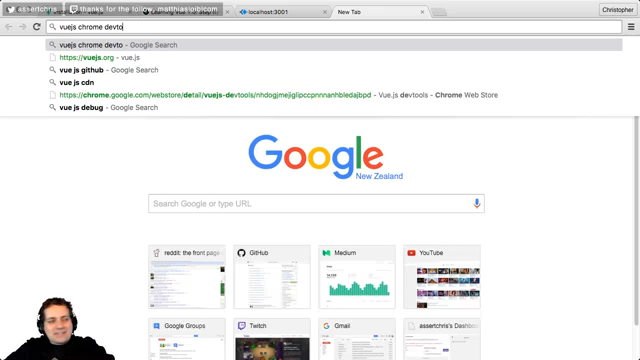 assertchris thanks for the follow, matthiasloibl.com!
localhost:3001
New Tab
Christopher
vuejs chrome devto
vuejs chrome devto - Google Search
https://vuejs.org - vue.js
vue js github - Google Search
vue js cdn
https://chrome.google.com/webstore/detail/vuejs-devtools/nhdogjmejiglipccpnnnanhbledajbpd - Vue.js devtools - Chrome Web Store
vue js debug - Google Search
Google
New Zealand
Search Google or type URL
reddit: the front page
GitHub
Medium
YouTube
Google Groups
Twitch
Gmail
assertchris's Dashbo